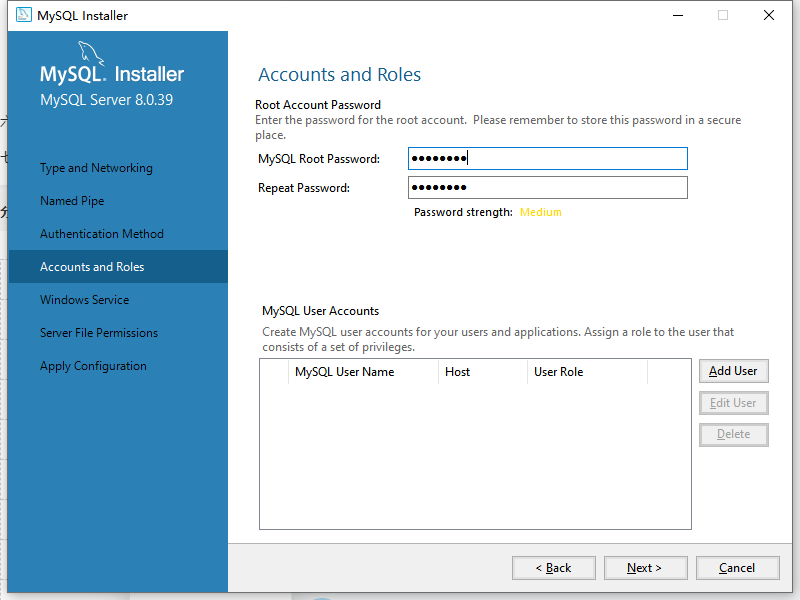 MySQL Installer
MySQL. Installer
MySQL Server 8.0.39
Type and Networking
Named Pipe
Authentication Method
Accounts and Roles
Windows Service
Server File Permissions
Apply Configuration
Accounts and Roles
Root Account Password
Enter the password for the root account.  Please remember to store this password in a secure
place.
MySQL Root Password: ●●●●●●●●
Repeat Password: ●●●●●●●●
Password strength: Medium
MySQL User Accounts
Create MySQL user accounts for your users and applications. Assign a role to the user that
consists of a set of privileges.
MySQL User Name Host User Role
Add User
Edit User
Delete
< Back Next > Cancel